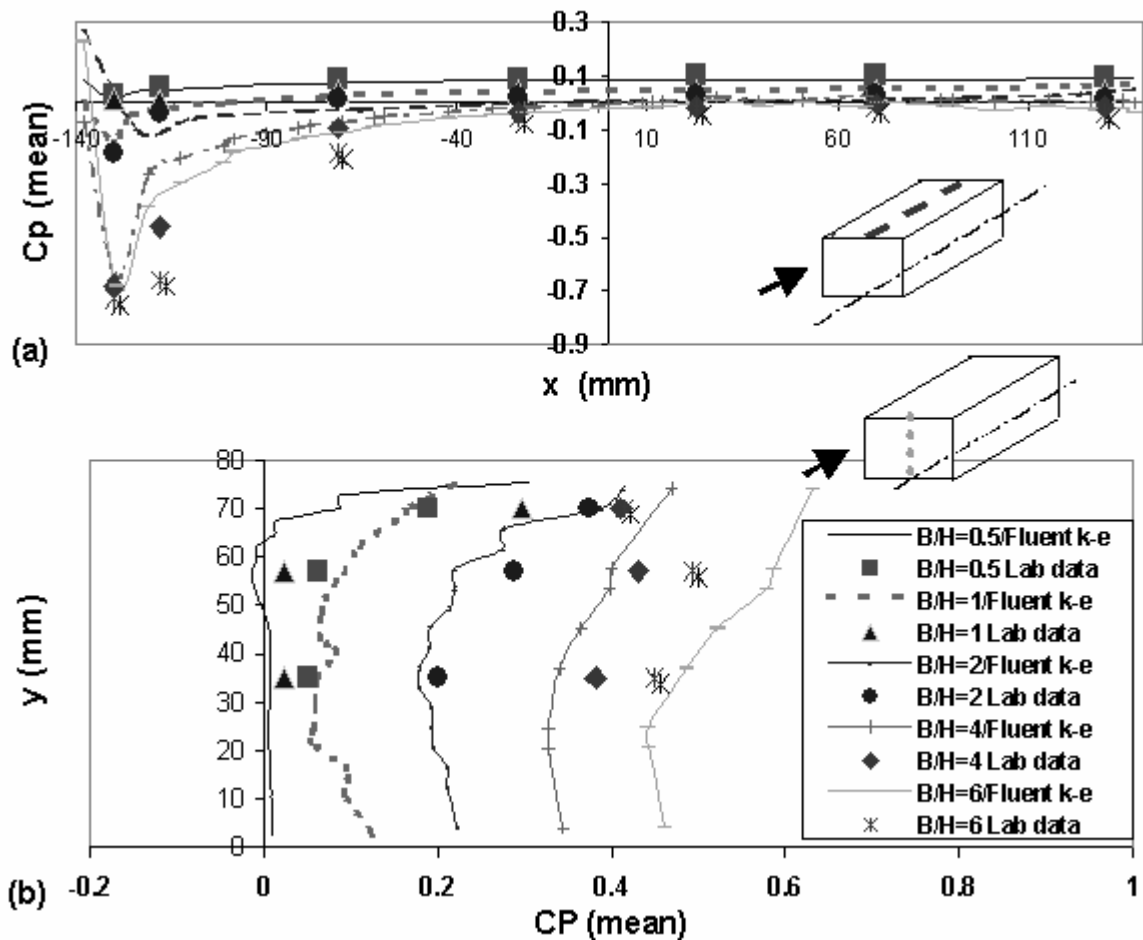 0.3
0.1
-0.1
-0.3
-0.5
-0.7
-0.9
-140
-90
-40
10
60
110
Cp (mean)
(a)
x (mm)
80
70
60
50
40
30
20
10
0
y (mm)
-0.2
0
0.2
0.4
0.6
0.8
1
(b)
CP (mean)
B/H=0.5/Fluent k-e
B/H=0.5 Lab data
B/H=1/Fluent k-e
B/H=1 Lab data
B/H=2/Fluent k-e
B/H=2 Lab data
B/H=4/Fluent k-e
B/H=4 Lab data
B/H=6/Fluent k-e
B/H=6 Lab data